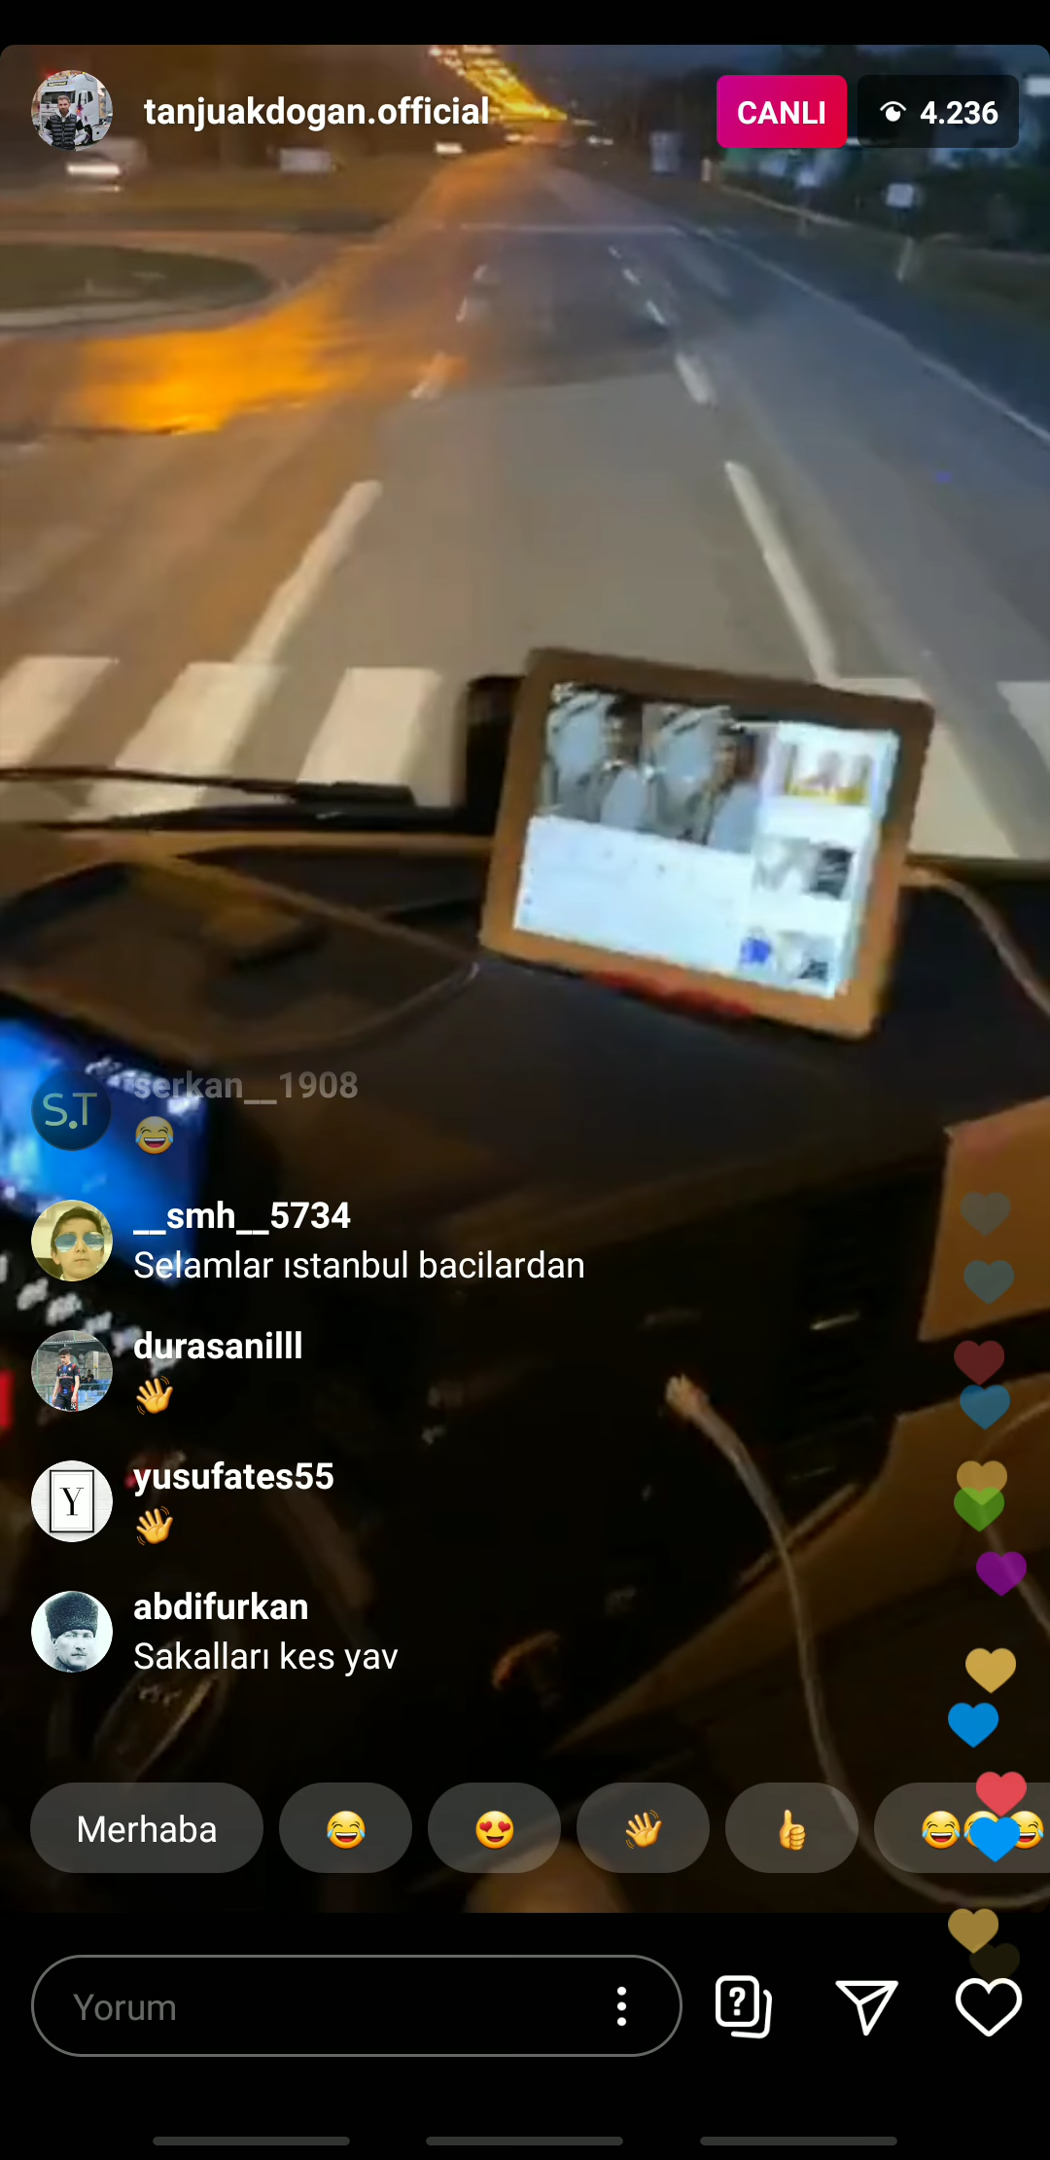 tanjuakdogan.official
CANLI
4.236
serkan__1908
S.T
😂
__smh__5734
Selamlar ıstanbul bacilardan
durasanilll
👋
yusufates55
Y
👋
abdifurkan
Sakalları kes yav
Merhaba
😂
😍
👋
👍
😂😂😂
Yorum
?